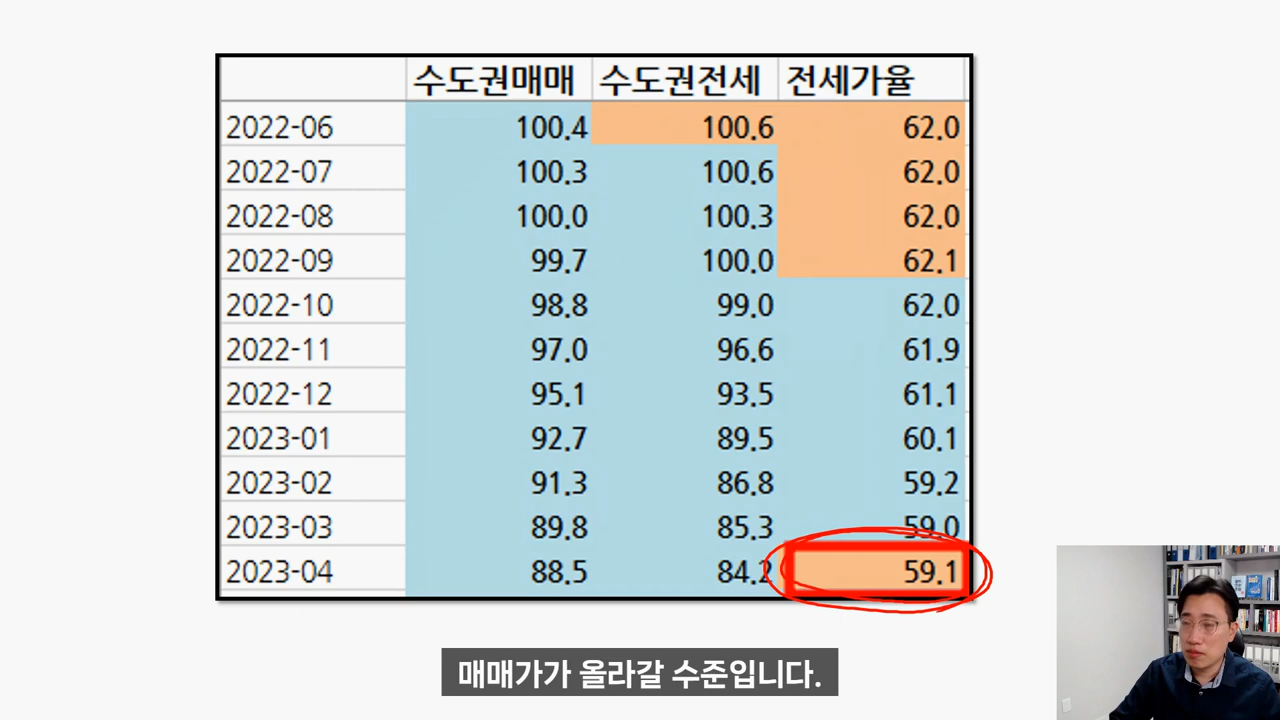 수도권매매 수도권전세 전세가율
2022-06 100.4 100.6 62.0
2022-07 100.3 100.6 62.0
2022-08 100.0 100.3 62.0
2022-09 99.7 100.0 62.1
2022-10 98.8 99.0 62.0
2022-11 97.0 96.6 61.9
2022-12 95.1 93.5 61.1
2023-01 92.7 89.5 60.1
2023-02 91.3 86.8 59.2
2023-03 89.8 85.3 59.0
2023-04 88.5 84.2 59.1
매매가가 올라갈 수준입니다.